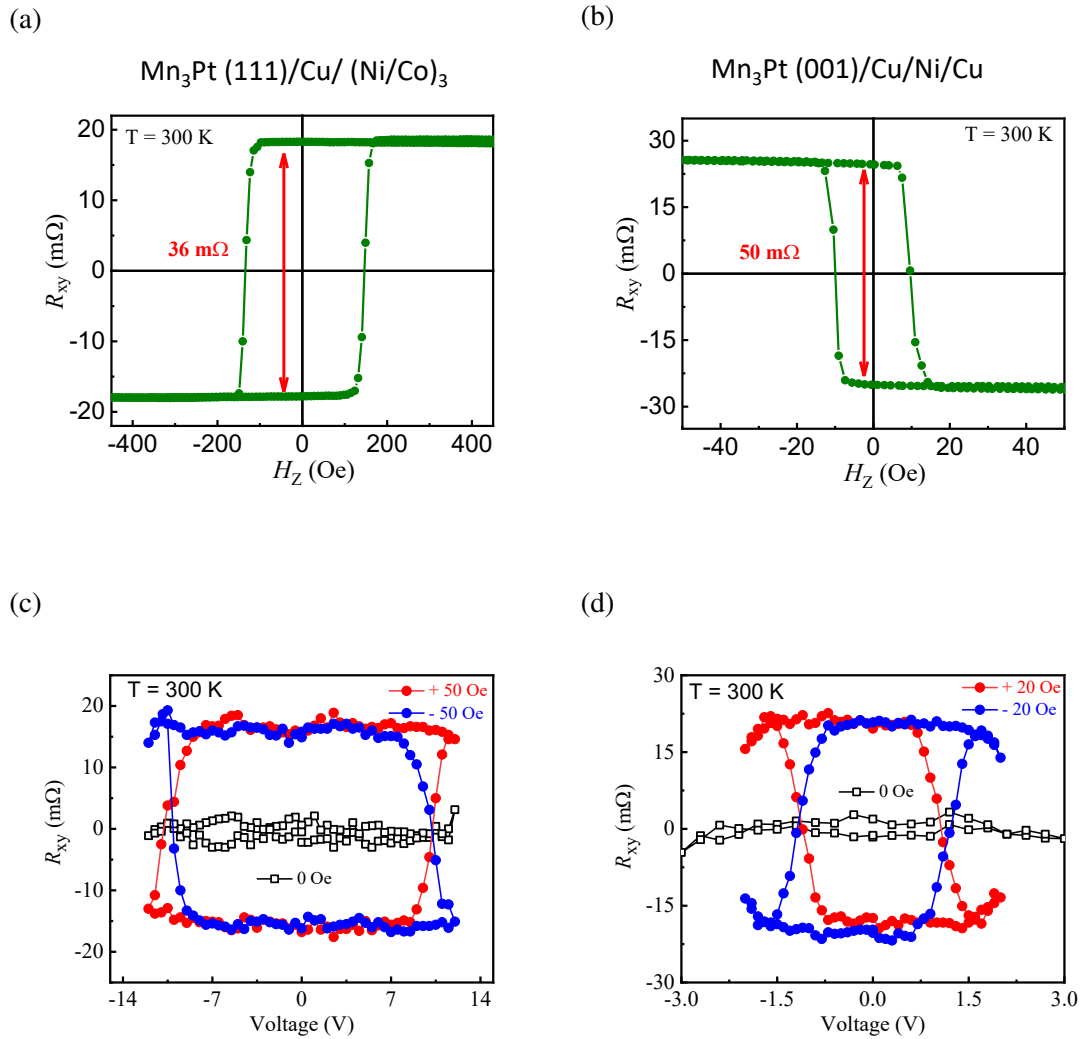 (a)
Mn₃Pt (111)/Cu/ (Ni/Co)₃
T = 300 K
36 mΩ
20
10
0
-10
-20
-400
-200
0
200
400
Rxy (mΩ)
HZ (Oe)
(b)
Mn₃Pt (001)/Cu/Ni/Cu
T = 300 K
50 mΩ
30
15
0
-15
-30
-40
-20
0
20
40
Rxy (mΩ)
HZ (Oe)
(c)
T = 300 K
+ 50 Oe
- 50 Oe
0 Oe
20
10
0
-10
-20
-14
-7
0
7
14
Rxy (mΩ)
Voltage (V)
(d)
T = 300 K
+ 20 Oe
- 20 Oe
0 Oe
30
15
0
-15
-30
-3.0
-1.5
0.0
1.5
3.0
Rxy (mΩ)
Voltage (V)